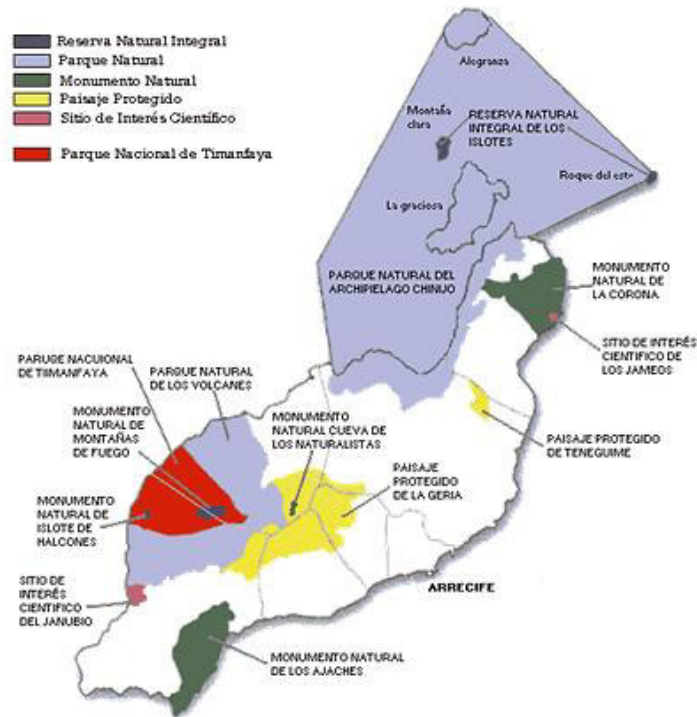 Reserva Natural Integral
Parque Natural
Monumento Natural
Paisaje Protegido
Sitio de Interés Científico
Parque Nacional de Timanfaya
Alegranza
Montaña
clara
RESERVA NATURAL
INTEGRAL DE LOS
ISLOTES
Roque del este
La graciosa
PARQUE NATURAL DEL
ARCHIPIELAGO CHINIJO
MONUMENTO
NATURAL DE
LA CORONA
SITIO DE INTERÉS
CIENTIFICO DE
LOS JAMEOS
PARUGE NACUIONAL
DE TIIMANFAYA
PARQUE NATURAL
DE LOS VOLCANES
MONUMENTO
NATURAL DE
MONTAÑAS
DE FUEGO
MONUMENTO
NATURAL CUEVA DE
LOS NATURALISTAS
PAISAJE PROTEGIDO
DE TENEGUIME
PAISAJE
PROTEGIDO
DE LA GERIA
MONUMENTO
NATURAL DE
ISLOTE DE
HALCONES
ARRECIFE
SITIO DE
INTERÉS
CIENTIFICO
DEL JANUBIO
MONUMENTO NATURAL
DE LOS AJACHES